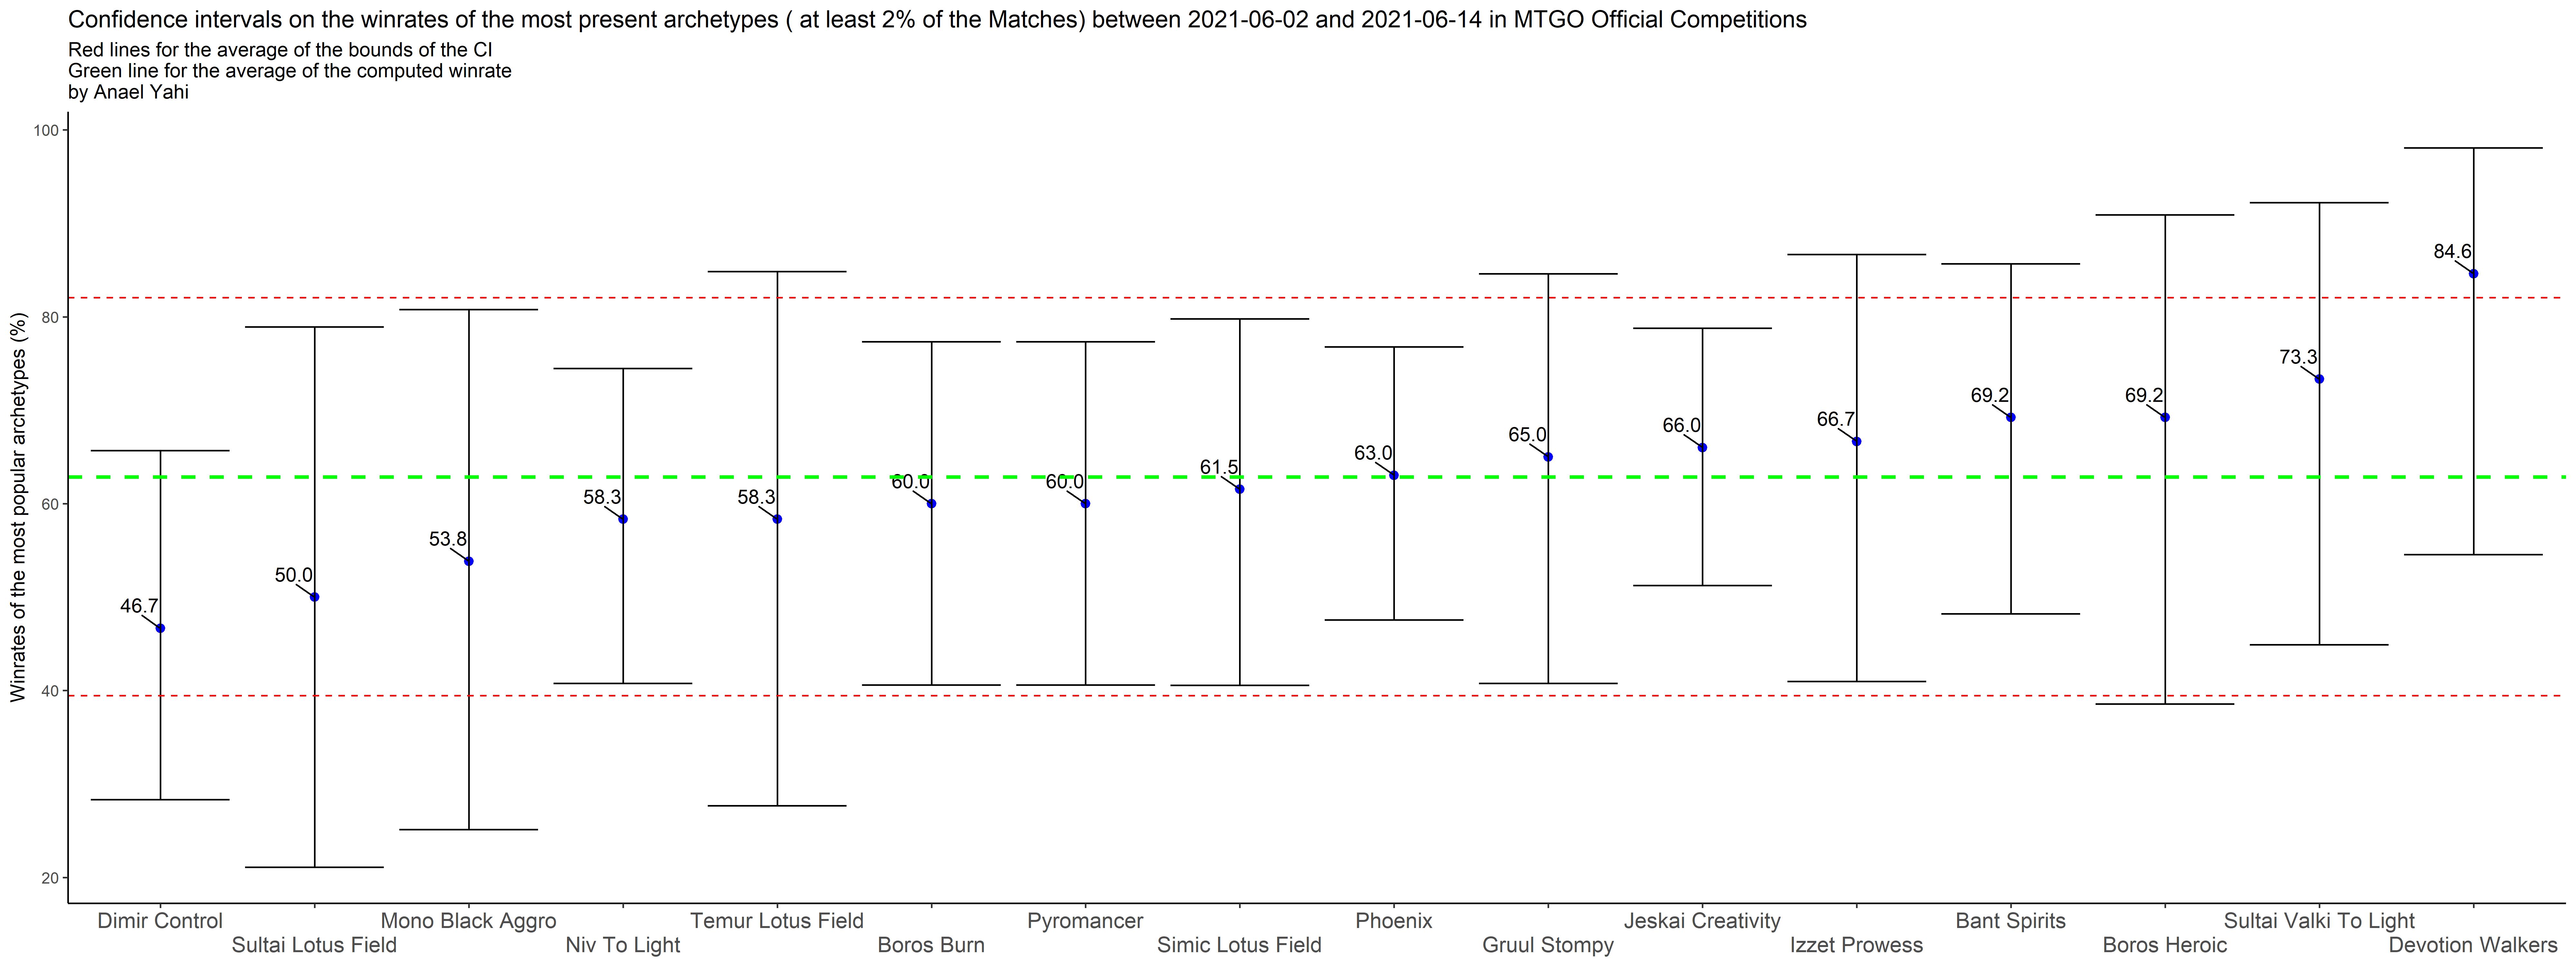 Confidence intervals on the winrates of the most present archetypes ( at least 2% of the Matches) between 2021-06-02 and 2021-06-14 in MTGO Official Competitions
Red lines for the average of the bounds of the CI
Green line for the average of the computed winrate
by Anael Yahi
Winrates of the most popular archetypes (%)
100
80
60
40
20
46.7
50.0
53.8
58.3
58.3
60.0
60.0
61.5
63.0
65.0
66.0
66.7
69.2
69.2
73.3
84.6
Dimir Control
Sultai Lotus Field
Mono Black Aggro
Niv To Light
Temur Lotus Field
Boros Burn
Pyromancer
Simic Lotus Field
Phoenix
Gruul Stompy
Jeskai Creativity
Izzet Prowess
Bant Spirits
Boros Heroic
Sultai Valki To Light
Devotion Walkers